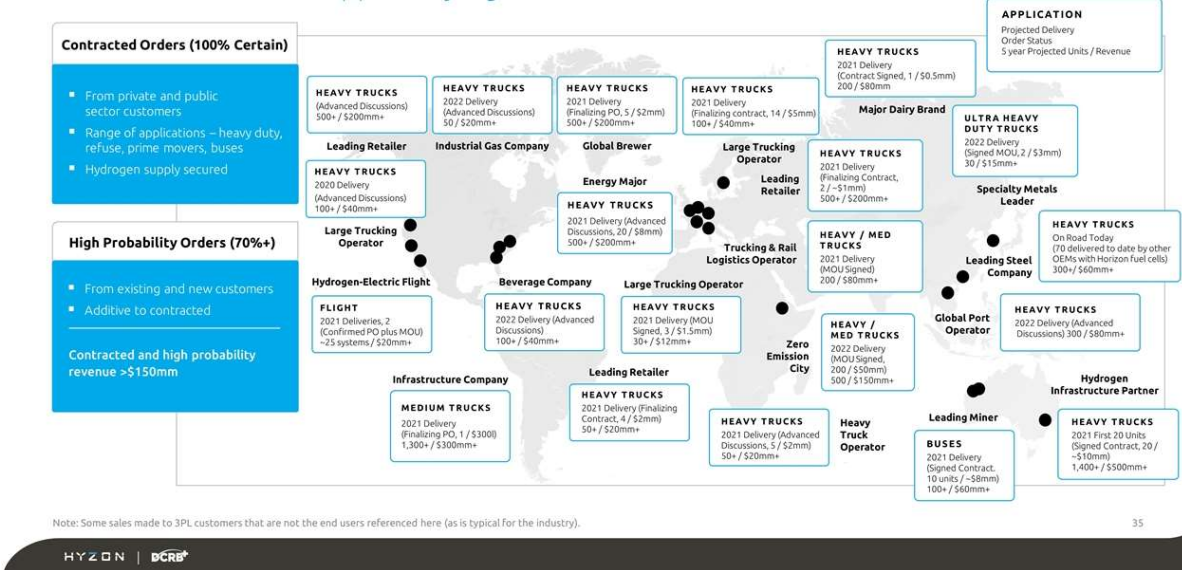 APPLICATION
Projected Delivery
Order Status
5 year Projected Units / Revenue
Contracted Orders (100% Certain)
▪ From private and public
sector customers
▪ Range of applications – heavy duty,
refuse, prime movers, buses
▪ Hydrogen supply secured
High Probability Orders (70%+)
▪ From existing and new customers
▪ Additive to contracted
Contracted and high probability
revenue >$150mm
HEAVY TRUCKS
(Advanced Discussions)
500+ / $200mm+
Leading Retailer
HEAVY TRUCKS
2022 Delivery
(Advanced Discussions)
50 / $20mm+
Industrial Gas Company
HEAVY TRUCKS
2021 Delivery
(Finalizing PO, 5 / $2mm)
500+ / $200mm+
Global Brewer
HEAVY TRUCKS
2021 Delivery
(Finalizing contract, 14 / $5mm)
100+ / $40mm+
Large Trucking
Operator
HEAVY TRUCKS
2021 Delivery
(Contract Signed, 1 / $0.5mm)
200 / $80mm
Major Dairy Brand
ULTRA HEAVY
DUTY TRUCKS
2022 Delivery
(Signed MOU, 2 / $3mm)
30 / $15mm+
Specialty Metals
Leader
HEAVY TRUCKS
2020 Delivery
(Advanced Discussions)
100+ / $40mm+
Large Trucking
Operator
Energy Major
HEAVY TRUCKS
2021 Delivery (Advanced
Discussions, 20 / $8mm)
500+ / $200mm+
Leading
Retailer
HEAVY TRUCKS
2021 Delivery
(Finalizing Contract,
2 / ~$1mm)
500+ / $200mm+
Trucking & Rail
Logistics Operator
HEAVY / MED
TRUCKS
2021 Delivery
(MOU Signed)
200 / $80mm+
HEAVY TRUCKS
On Road Today
(70 delivered to date by other
OEMs with Horizon fuel cells)
300+/ $60mm+
Leading Steel
Company
Hydrogen-Electric Flight
FLIGHT
2021 Deliveries, 2
(Confirmed PO plus MOU)
~25 systems / $20mm+
Beverage Company
HEAVY TRUCKS
2022 Delivery (Advanced
Discussions)
100+ / $40mm+
Large Trucking Operator
HEAVY TRUCKS
2021 Delivery (MOU
Signed, 3 / $1.5mm)
30+ / $12mm+
Zero
Emission
City
HEAVY /
MED TRUCKS
2022 Delivery
(MOU Signed,
200 / $50mm)
500 / $150mm+
Global Port
Operator
HEAVY TRUCKS
2022 Delivery (Advanced
Discussions) 300 / $80mm+
Infrastructure Company
MEDIUM TRUCKS
2021 Delivery
(Finalizing PO, 1 / $300l)
1,300+ / $300mm+
Leading Retailer
HEAVY TRUCKS
2021 Delivery (Finalizing
Contract, 4 / $2mm)
50+ / $20mm+
HEAVY TRUCKS
2021 Delivery (Advanced
Discussions, 5 / $2mm)
50+ / $20mm+
Heavy
Truck
Operator
Leading Miner
BUSES
2021 Delivery
(Signed Contract.
10 units / ~$8mm)
100+ / $60mm+
Hydrogen
Infrastructure Partner
HEAVY TRUCKS
2021 First 20 Units
(Signed Contract, 20 /
~$10mm)
1,400+ / $500mm+
Note: Some sales made to 3PL customers that are not the end users referenced here (as is typical for the industry).
35
HYZON | DCRB+